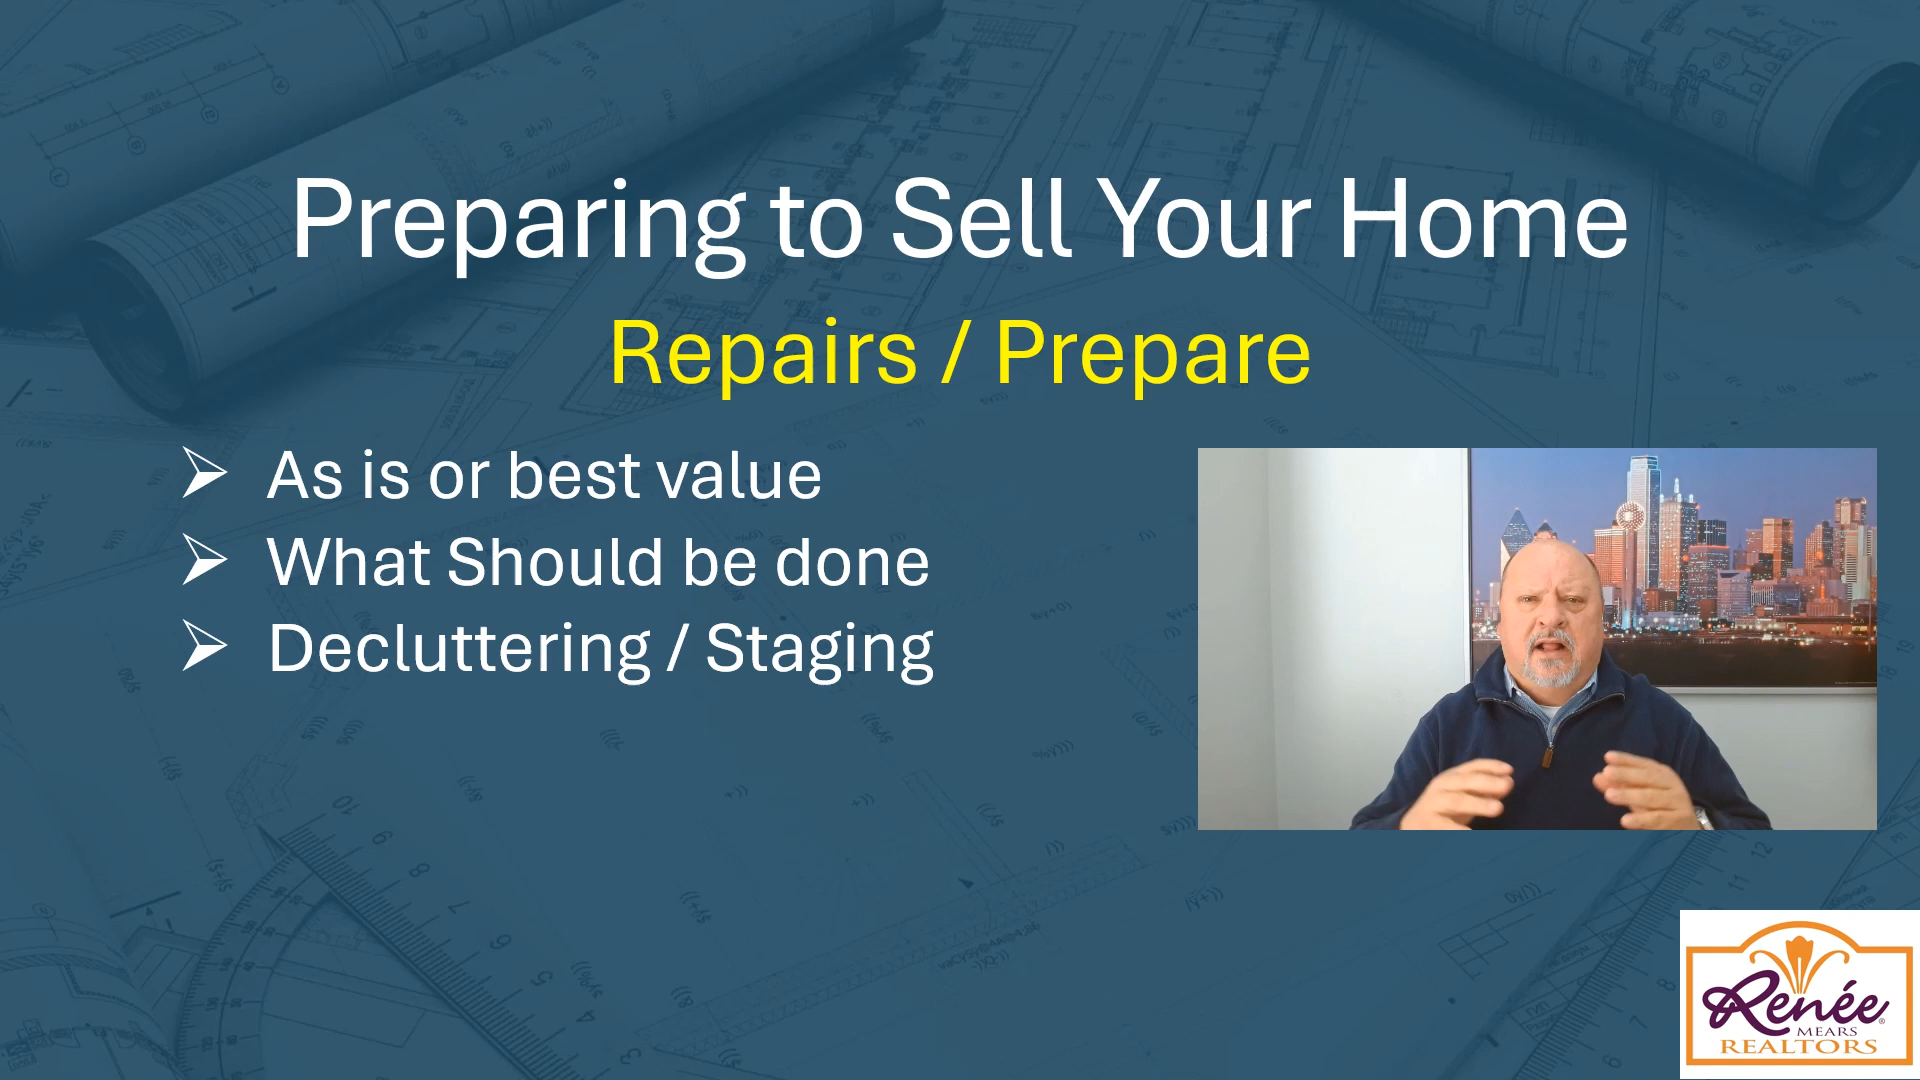 Preparing to Sell Your Home
Repairs / Prepare
As is or best value
What Should be done
Decluttering / Staging
Renée®
MEARS
REALTORS